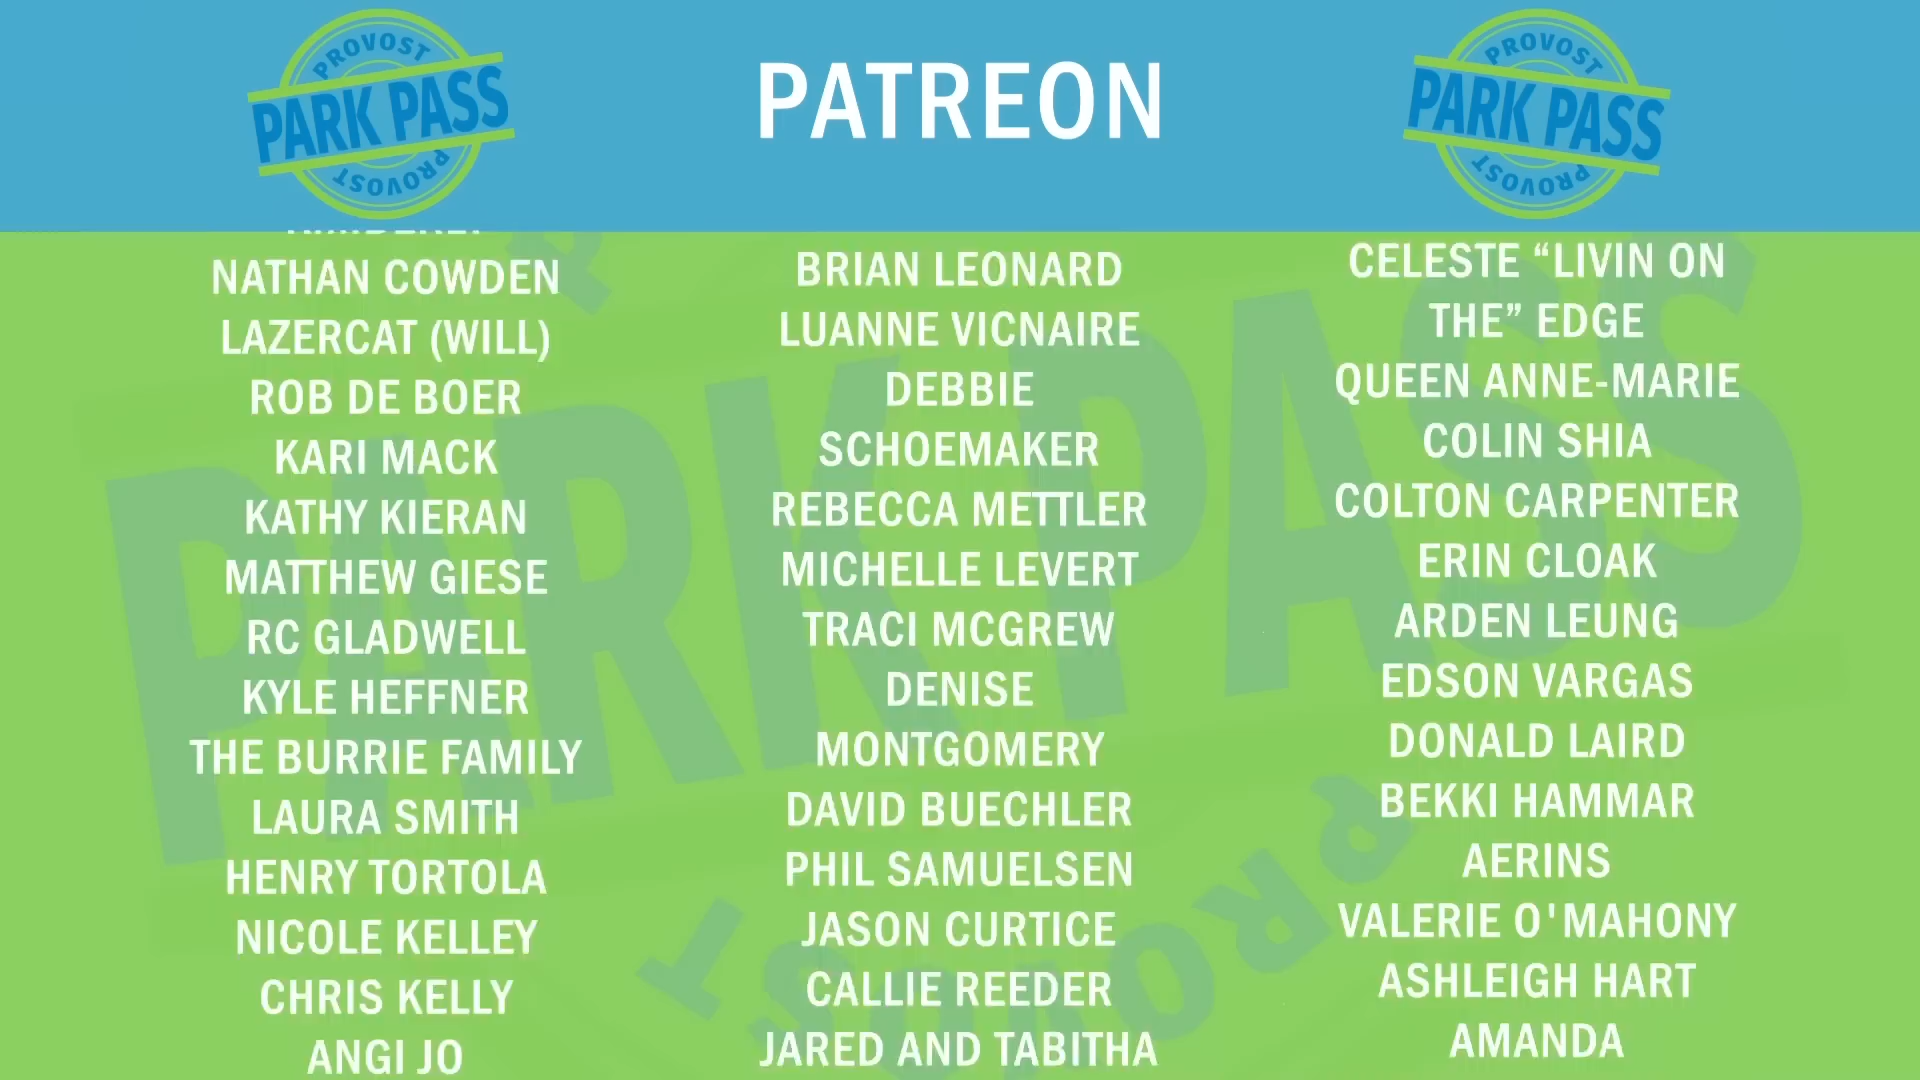 PROVOST
PARK PASS
PROVOST
PATREON
PROVOST
PARK PASS
PROVOST
NATHAN COWDEN
LAZERCAT (WILL)
ROB DE BOER
KARI MACK
KATHY KIERAN
MATTHEW GIESE
RC GLADWELL
KYLE HEFFNER
THE BURRIE FAMILY
LAURA SMITH
HENRY TORTOLA
NICOLE KELLEY
CHRIS KELLY
ANGI JO
BRIAN LEONARD
LUANNE VICNAIRE
DEBBIE
SCHOEMAKER
REBECCA METTLER
MICHELLE LEVERT
TRACI MCGREW
DENISE
MONTGOMERY
DAVID BUECHLER
PHIL SAMUELSEN
JASON CURTICE
CALLIE REEDER
JARED AND TABITHA
CELESTE “LIVIN ON
THE” EDGE
QUEEN ANNE-MARIE
COLIN SHIA
COLTON CARPENTER
ERIN CLOAK
ARDEN LEUNG
EDSON VARGAS
DONALD LAIRD
BEKKI HAMMAR
AERINS
VALERIE O'MAHONY
ASHLEIGH HART
AMANDA
PARK PASS
PROVOST